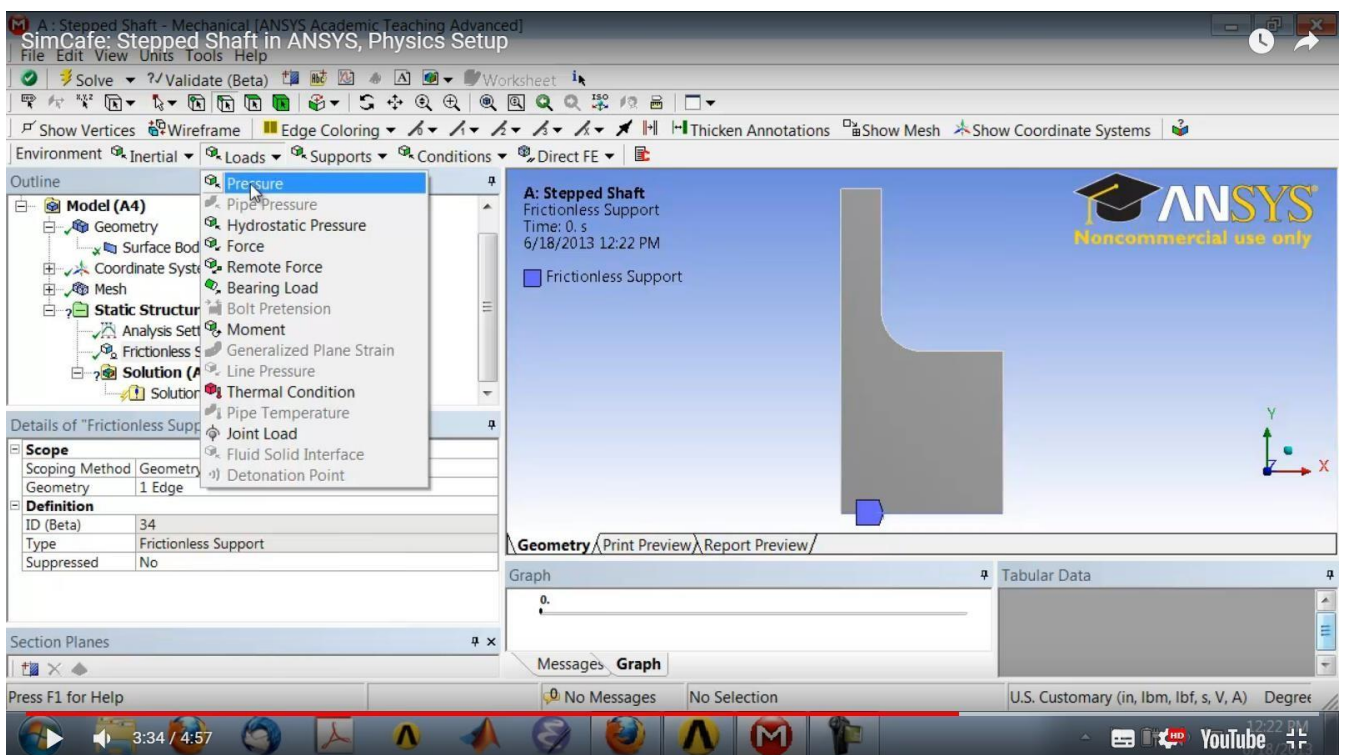 A : Stepped Shaft - Mechanical [ANSYS Academic Teaching Advanced]
SimCafe: Stepped Shaft in ANSYS, Physics Setup
File Edit View Units Tools Help
Solve ?✓ Validate (Beta) A Worksheet
ISO
Show Vertices Wireframe Edge Coloring Thicken Annotations Show Mesh Show Coordinate Systems
Environment Inertial Loads Supports Conditions Direct FE
Outline
Model (A4)
Geom
Surface Bod
Coordinate Syste
Mesh
Static Structur
Analysis Sett
Frictionless S
Solution (A
Solution
Pressure
Pipe Pressure
Hydrostatic Pressure
Force
Remote Force
Bearing Load
Bolt Pretension
Moment
Generalized Plane Strain
Line Pressure
Thermal Condition
Pipe Temperature
Joint Load
Fluid Solid Interface
Detonation Point
A: Stepped Shaft
Frictionless Support
Time: 0. s
6/18/2013 12:22 PM
Frictionless Support
ANSYS
Noncommercial use only
Y
Z X
Details of "Frictionless Supp
Scope
Scoping Method Geometry
Geometry 1 Edge
Definition
ID (Beta) 34
Type Frictionless Support
Suppressed No
Geometry Print Preview Report Preview
Graph
0.
Tabular Data
Section Planes
Messages Graph
Press F1 for Help
No Messages No Selection U.S. Customary (in, lbm, lbf, s, V, A) Degree
3:34 / 4:57
M
HD YouTube
12:22 PM